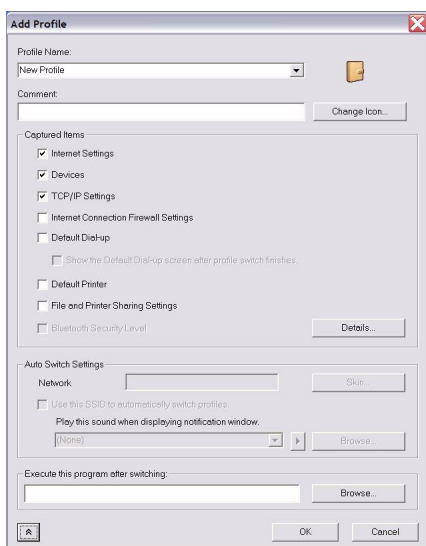 Add Profile
Profile Name:
New Profile
Comment:
Change Icon...
Captured Items
Internet Settings
Devices
TCP/IP Settings
Internet Connection Firewall Settings
Default Dial-up
Show the Default Dial-up screen after profile switch finishes.
Default Printer
File and Printer Sharing Settings
Bluetooth Security Level
Details...
Auto Switch Settings
Network
Skin...
Use this SSID to automatically switch profiles.
Play this sound when displaying notification window.
(None)
Browse...
Execute this program after switching:
Browse...
OK
Cancel